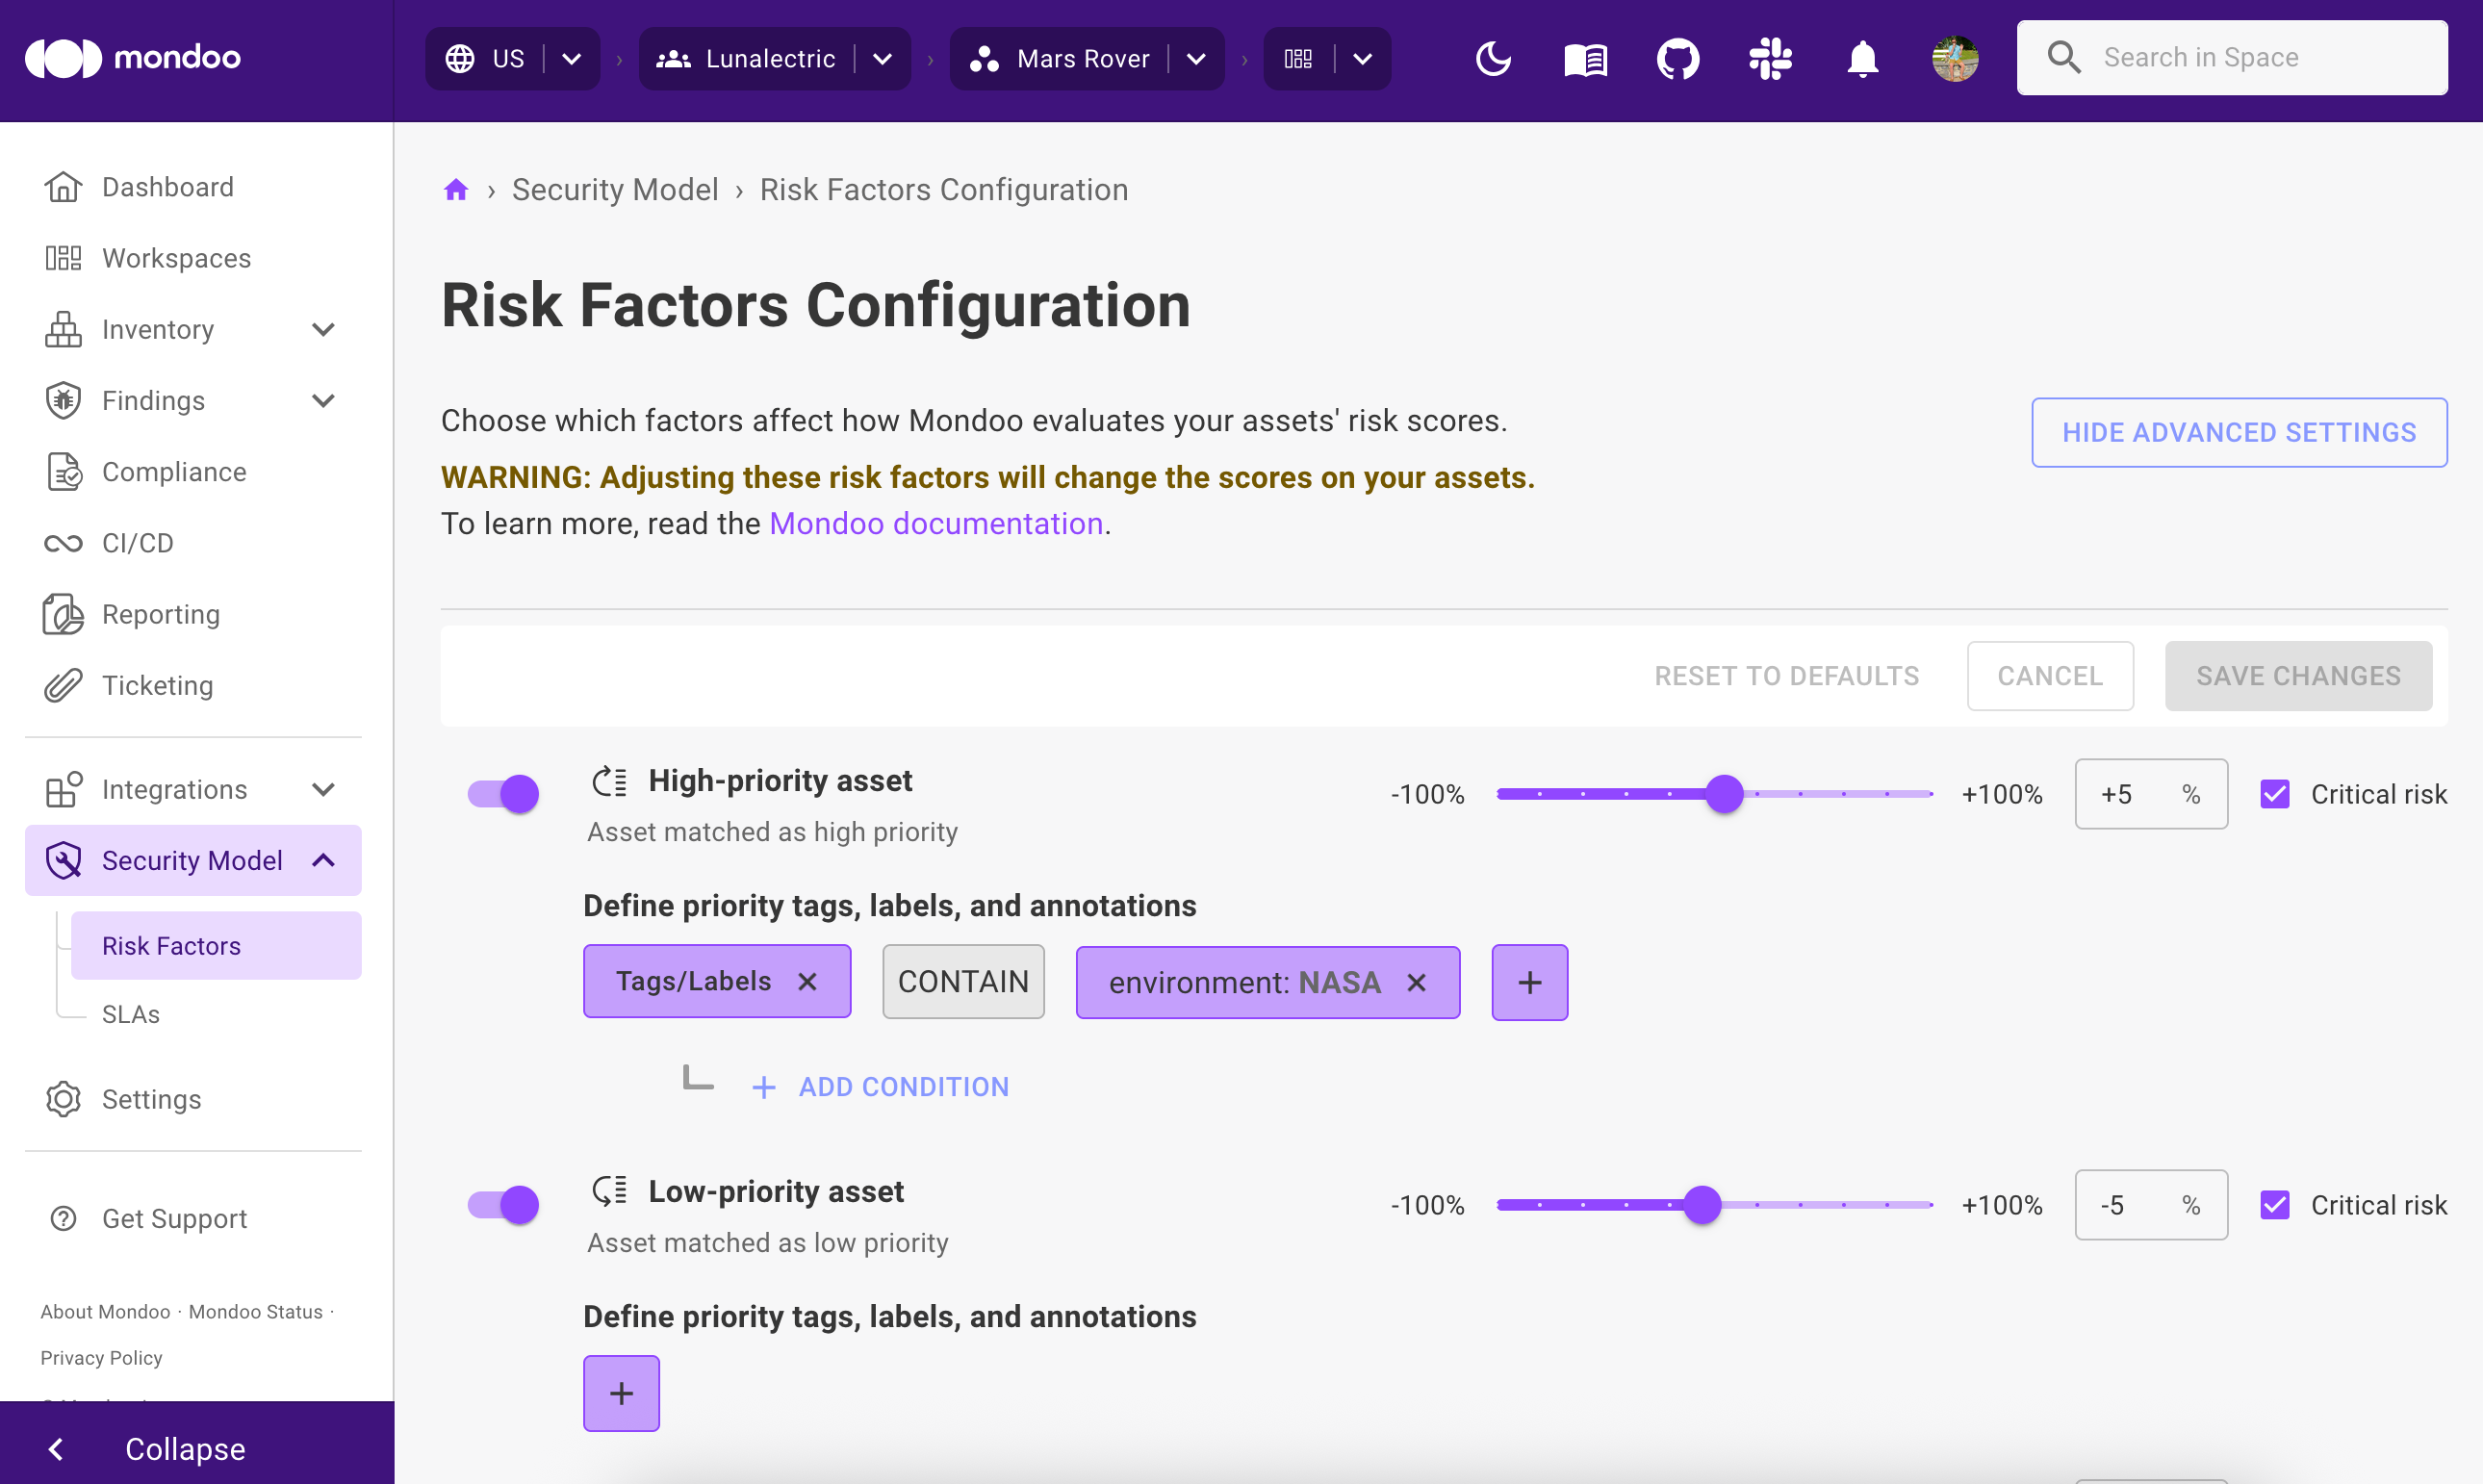 mondoo
US
Lunalectric
Mars Rover
Search in Space
Dashboard
Workspaces
Inventory
Findings
Compliance
CI/CD
Reporting
Ticketing
Integrations
Security Model
Risk Factors
SLAs
Settings
Get Support
About Mondoo · Mondoo Status ·
Privacy Policy
Collapse
› Security Model › Risk Factors Configuration
Risk Factors Configuration
Choose which factors affect how Mondoo evaluates your assets' risk scores.
WARNING: Adjusting these risk factors will change the scores on your assets.
To learn more, read the Mondoo documentation.
HIDE ADVANCED SETTINGS
RESET TO DEFAULTS
CANCEL
SAVE CHANGES
High-priority asset
Asset matched as high priority
-100%
+100%
+5 %
Critical risk
Define priority tags, labels, and annotations
Tags/Labels
CONTAIN
environment: NASA
+
+ ADD CONDITION
Low-priority asset
Asset matched as low priority
-100%
+100%
-5 %
Critical risk
Define priority tags, labels, and annotations
+